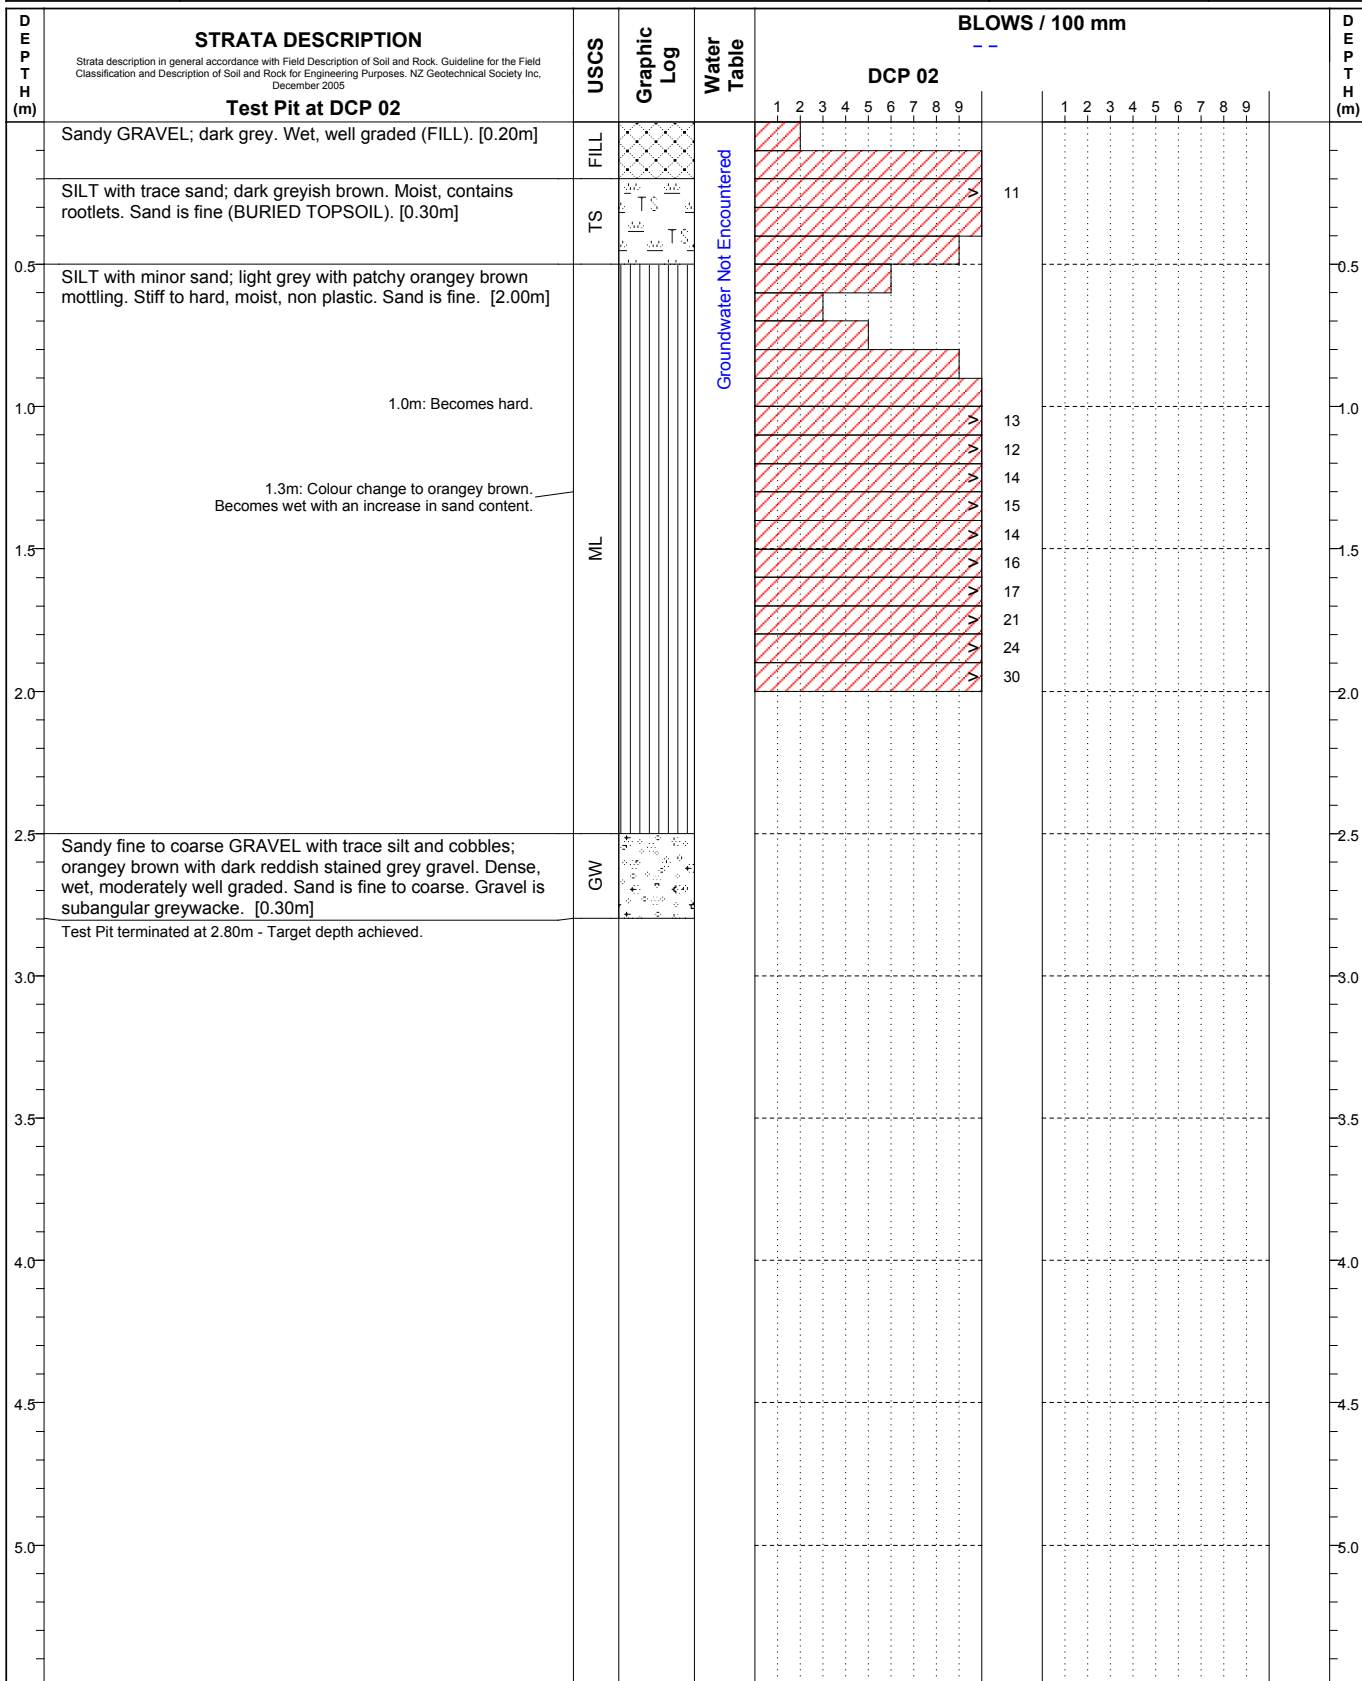 DEPTH (m)
STRATA DESCRIPTION
Strata description in general accordance with Field Description of Soil and Rock. Guideline for the Field
Classification and Description of Soil and Rock for Engineering Purposes. NZ Geotechnical Society Inc,
December 2005
Test Pit at DCP 02
USCS
Graphic Log
Water Table
BLOWS / 100 mm
DCP 02
1 2 3 4 5 6 7 8 9
1 2 3 4 5 6 7 8 9
DEPTH (m)
Sandy GRAVEL; dark grey. Wet, well graded (FILL). [0.20m]
FILL
SILT with trace sand; dark greyish brown. Moist, contains
rootlets. Sand is fine (BURIED TOPSOIL). [0.30m]
TS
TS
TS
Groundwater Not Encountered
> 11
0.5
0.5
SILT with minor sand; light grey with patchy orangey brown
mottling. Stiff to hard, moist, non plastic. Sand is fine. [2.00m]
1.0
1.0m: Becomes hard.
1.0
> 13
> 12
1.3m: Colour change to orangey brown.
Becomes wet with an increase in sand content.
> 14
> 15
> 14
1.5
ML
1.5
> 16
> 17
> 21
> 24
> 30
2.0
2.0
2.5
2.5
Sandy fine to coarse GRAVEL with trace silt and cobbles;
orangey brown with dark reddish stained grey gravel. Dense,
wet, moderately well graded. Sand is fine to coarse. Gravel is
subangular greywacke. [0.30m]
GW
Test Pit terminated at 2.80m - Target depth achieved.
3.0
3.0
3.5
3.5
4.0
4.0
4.5
4.5
5.0
5.0